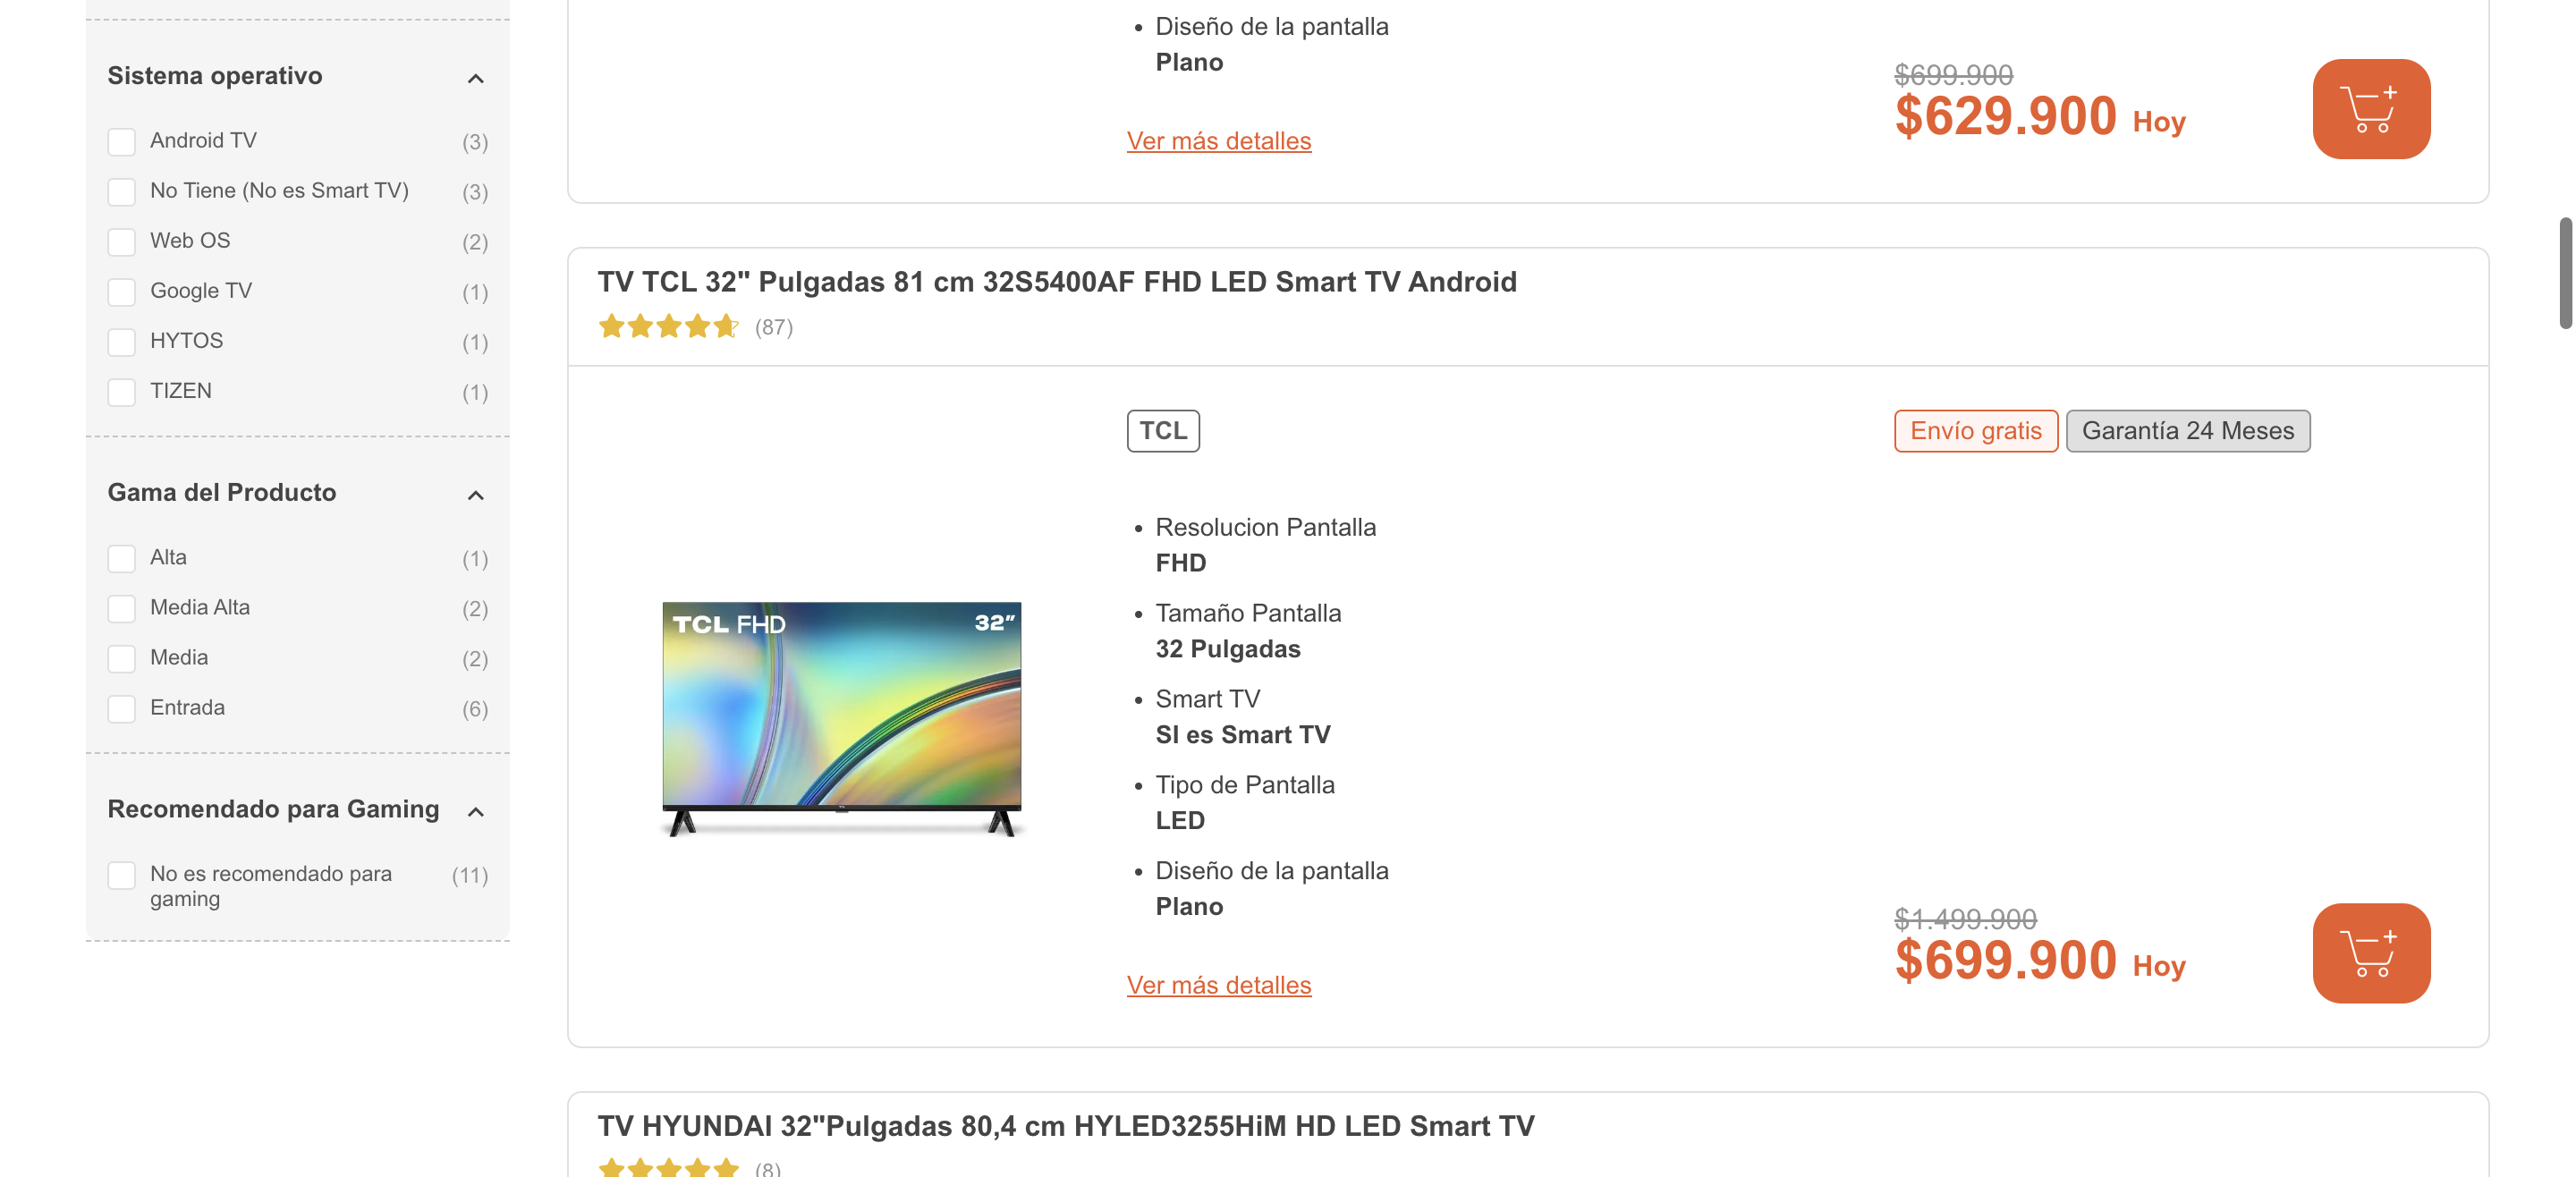 Sistema operativo
Android TV (3)
No Tiene (No es Smart TV) (3)
Web OS (2)
Google TV (1)
HYTOS (1)
TIZEN (1)
Gama del Producto
Alta (1)
Media Alta (2)
Media (2)
Entrada (6)
Recomendado para Gaming
No es recomendado para (11)
gaming
Diseño de la pantalla
Plano
Ver más detalles
$699.900
$629.900 Hoy
TV TCL 32" Pulgadas 81 cm 32S5400AF FHD LED Smart TV Android
(87)
TCL FHD 32"
TCL
Resolucion Pantalla
FHD
Tamaño Pantalla
32 Pulgadas
Smart TV
SI es Smart TV
Tipo de Pantalla
LED
Diseño de la pantalla
Plano
Ver más detalles
Envío gratis Garantía 24 Meses
$1.499.900
$699.900 Hoy
TV HYUNDAI 32"Pulgadas 80,4 cm HYLED3255HiM HD LED Smart TV
(8)